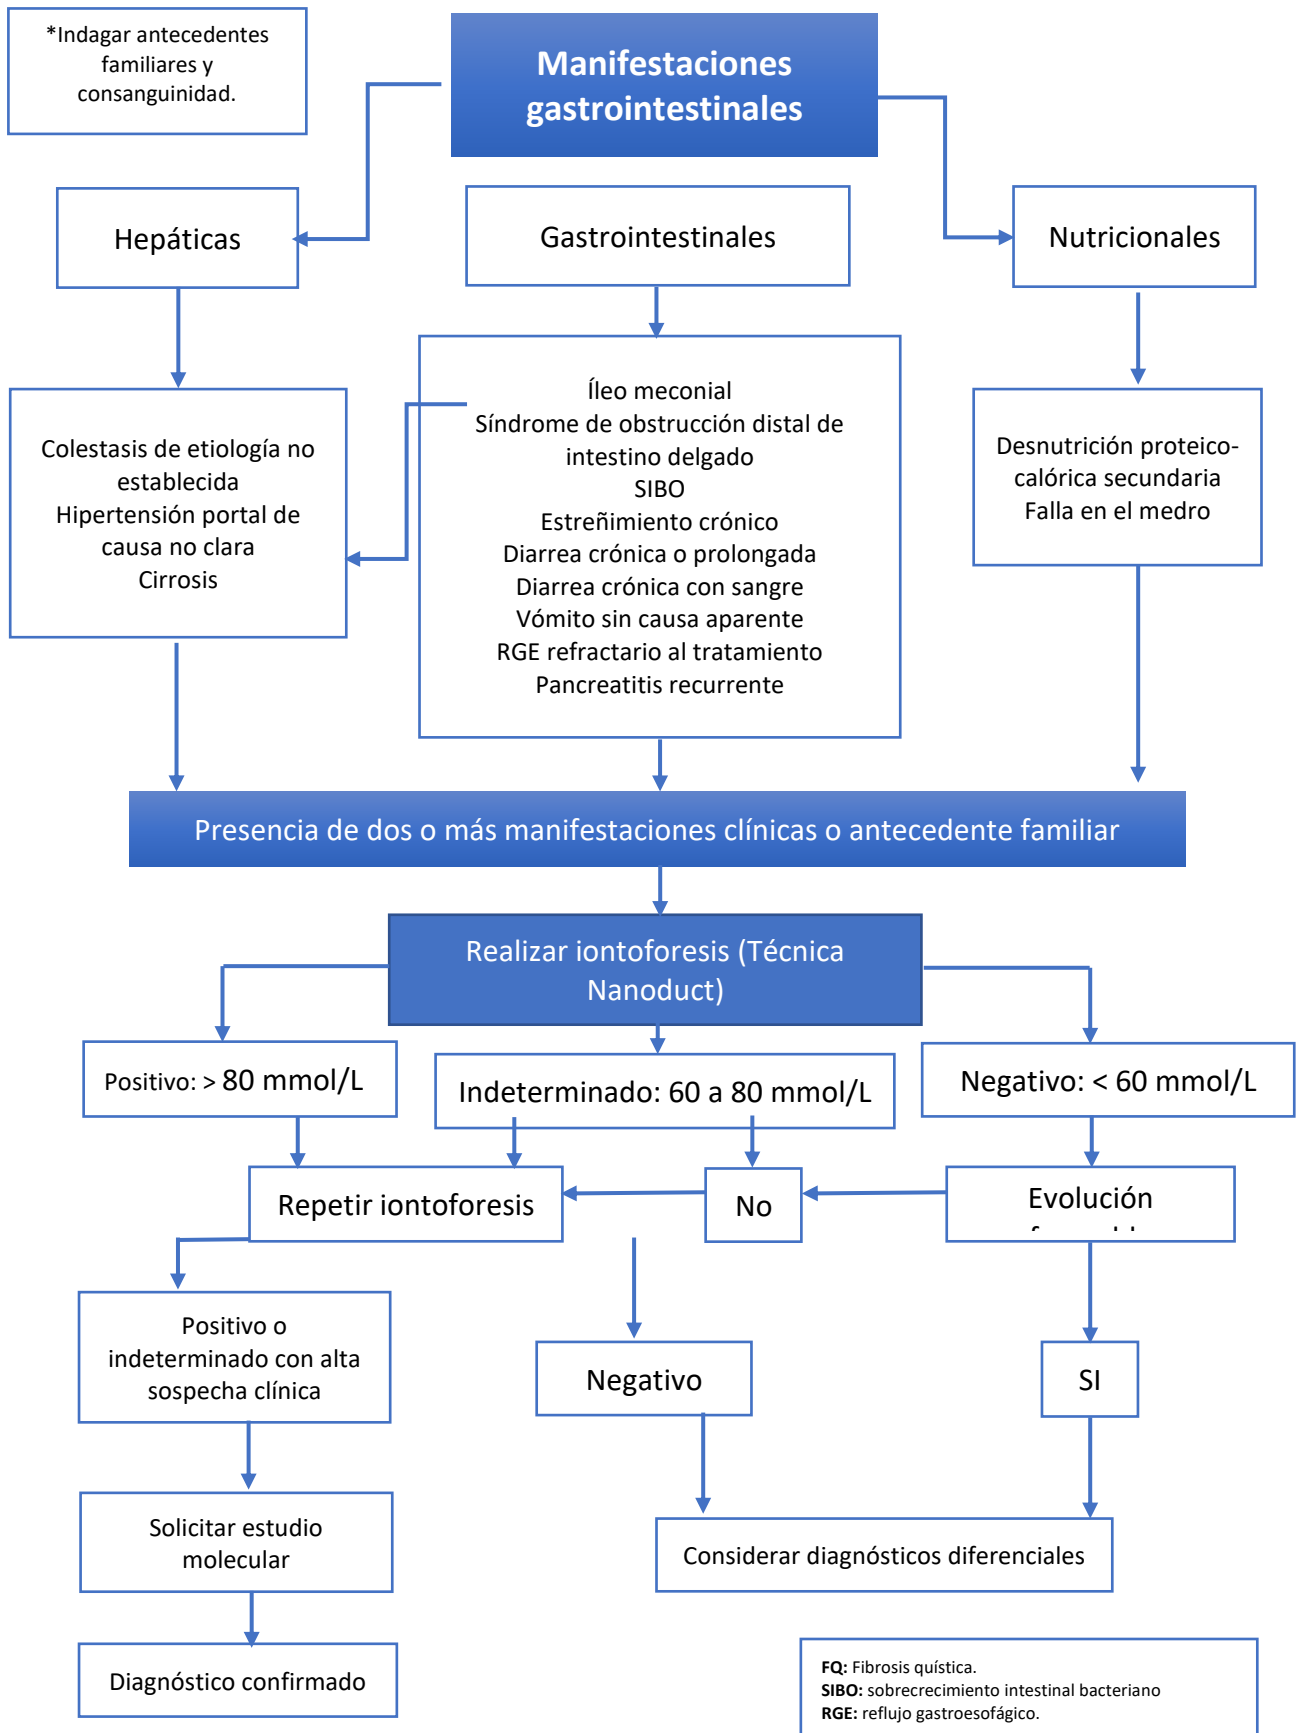 *Indagar antecedentes
familiares y
consanguinidad.
Manifestaciones
gastrointestinales
Hepáticas
Gastrointestinales
Nutricionales
Colestasis de etiología no
establecida
Hipertensión portal de
causa no clara
Cirrosis
Íleo meconial
Síndrome de obstrucción distal de
intestino delgado
SIBO
Estreñimiento crónico
Diarrea crónica o prolongada
Diarrea crónica con sangre
Vómito sin causa aparente
RGE refractario al tratamiento
Pancreatitis recurrente
Desnutrición proteico-
calórica secundaria
Falla en el medro
Presencia de dos o más manifestaciones clínicas o antecedente familiar
Realizar iontoforesis (Técnica
Nanoduct)
Positivo: > 80 mmol/L
Indeterminado: 60 a 80 mmol/L
Negativo: < 60 mmol/L
Repetir iontoforesis
No
Evolución
Positivo o
indeterminado con alta
sospecha clínica
Negativo
SI
Solicitar estudio
molecular
Considerar diagnósticos diferenciales
Diagnóstico confirmado
FQ: Fibrosis quística.
SIBO: sobrecrecimiento intestinal bacteriano
RGE: reflujo gastroesofágico.